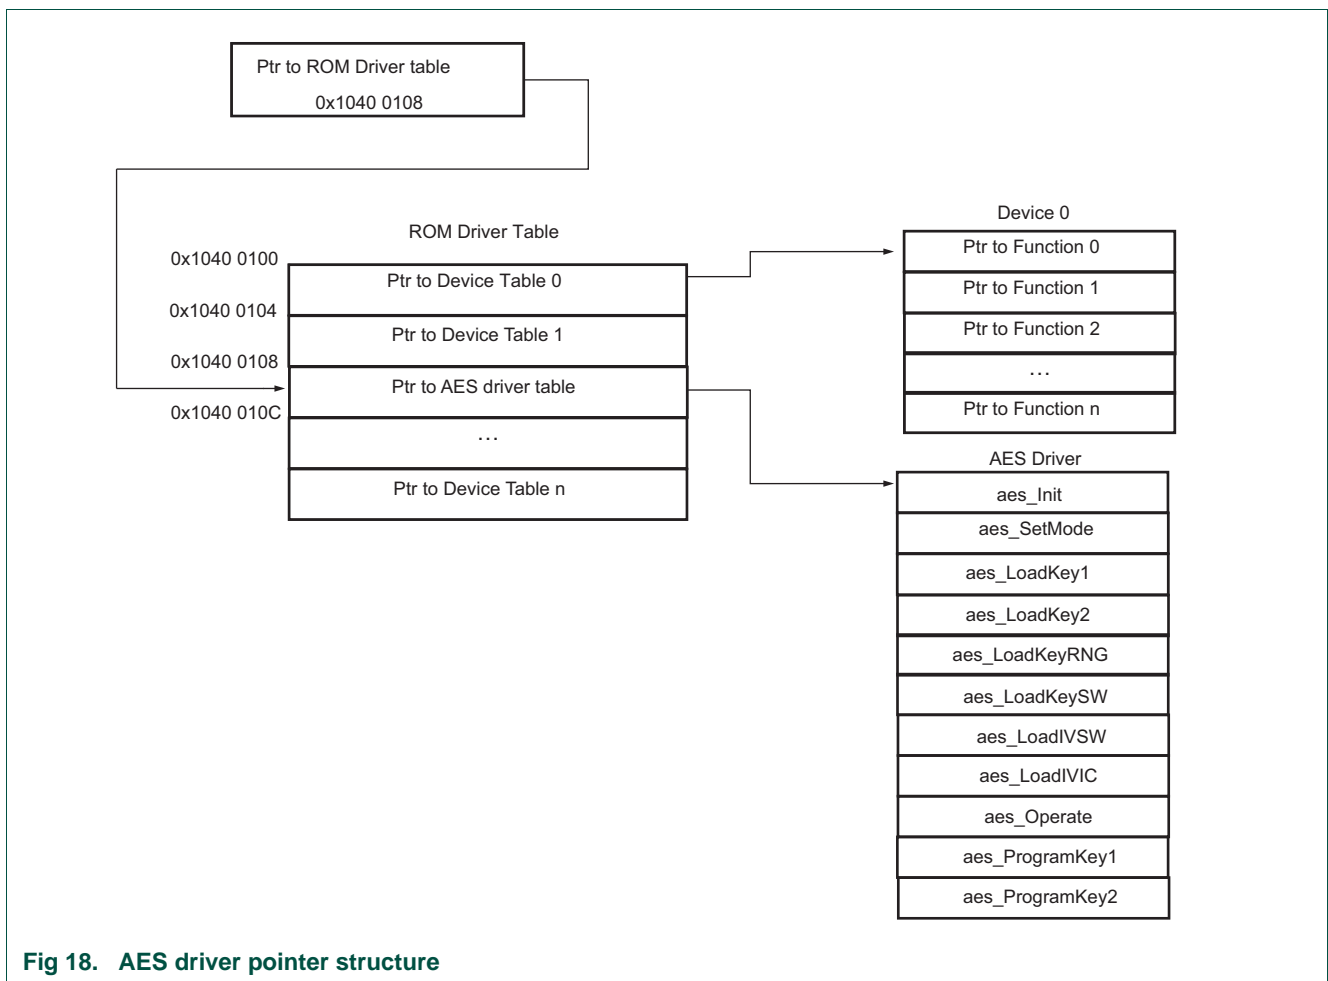 Ptr to ROM Driver table
0x1040 0108
ROM Driver Table
0x1040 0100
Ptr to Device Table 0
0x1040 0104
Ptr to Device Table 1
0x1040 0108
Ptr to AES driver table
0x1040 010C
...
Ptr to Device Table n
Device 0
Ptr to Function 0
Ptr to Function 1
Ptr to Function 2
...
Ptr to Function n
AES Driver
aes_Init
aes_SetMode
aes_LoadKey1
aes_LoadKey2
aes_LoadKeyRNG
aes_LoadKeySW
aes_LoadIVSW
aes_LoadIVIC
aes_Operate
aes_ProgramKey1
aes_ProgramKey2
Fig 18. AES driver pointer structure